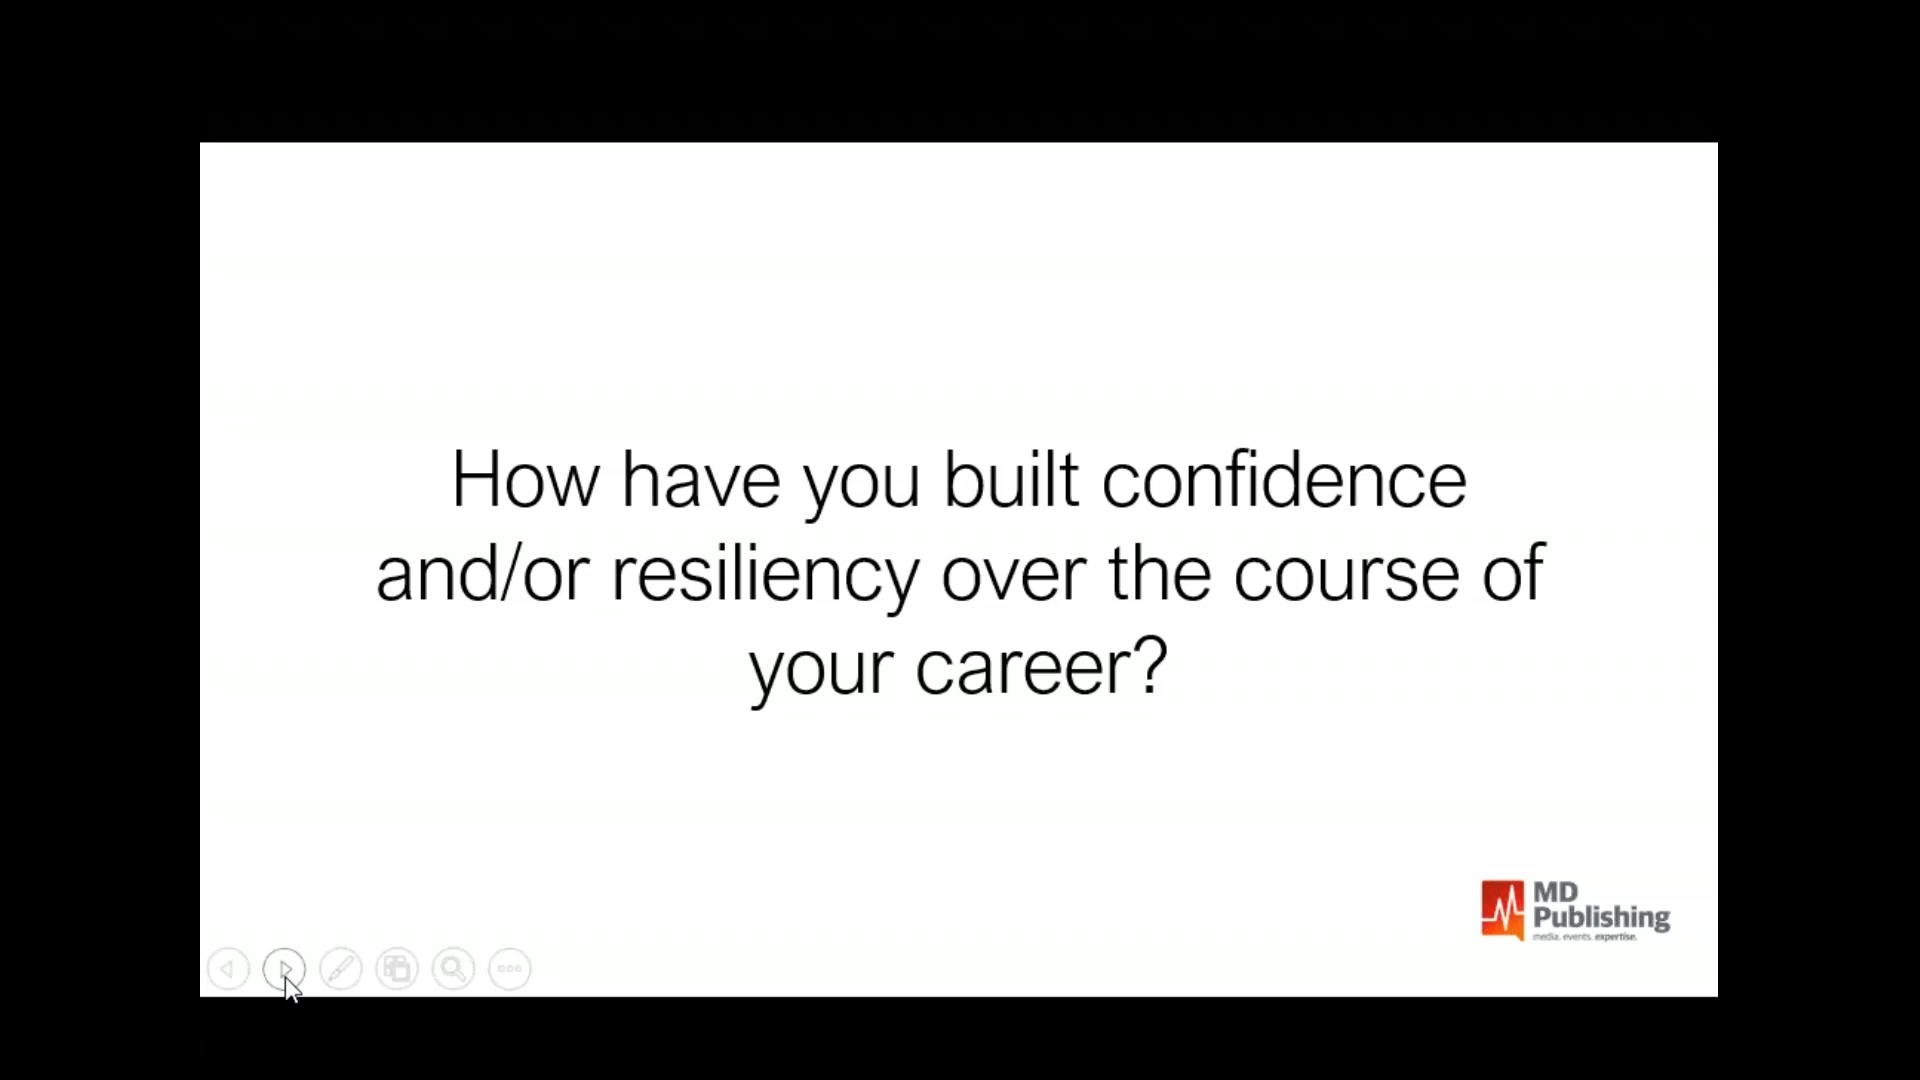 How have you built confidence
and/or resiliency over the course of
your career?
MD
Publishing
media. events. expertise.